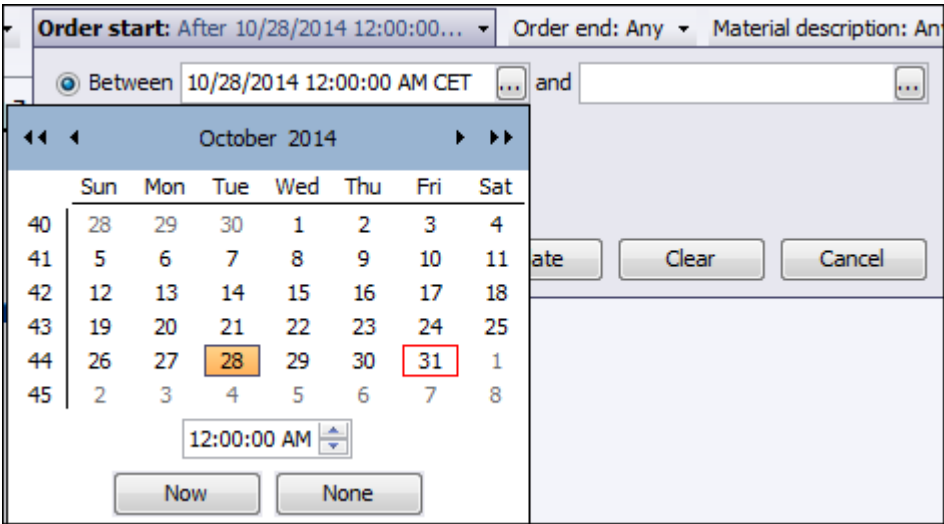 Order start: After 10/28/2014 12:00:00... Order end: Any Material description: An
Between 10/28/2014 12:00:00 AM CET ... and ...
October 2014
Sun Mon Tue Wed Thu Fri Sat
40 28 29 30 1 2 3 4
41 5 6 7 8 9 10 11
ate Clear Cancel
42 12 13 14 15 16 17 18
43 19 20 21 22 23 24 25
44 26 27 28 29 30 31 1
45 2 3 4 5 6 7 8
12:00:00 AM
Now None